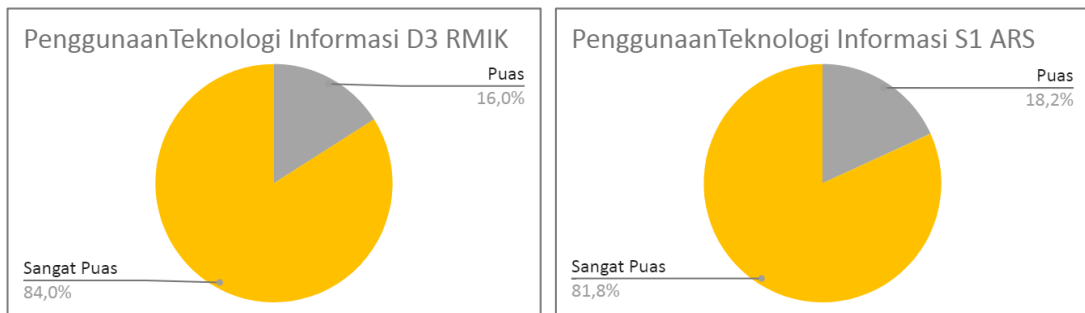 PenggunaanTeknologi Informasi D3 RMIK
Puas
16,0%
Sangat Puas
84,0%
PenggunaanTeknologi Informasi S1 ARS
Puas
18,2%
Sangat Puas
81,8%